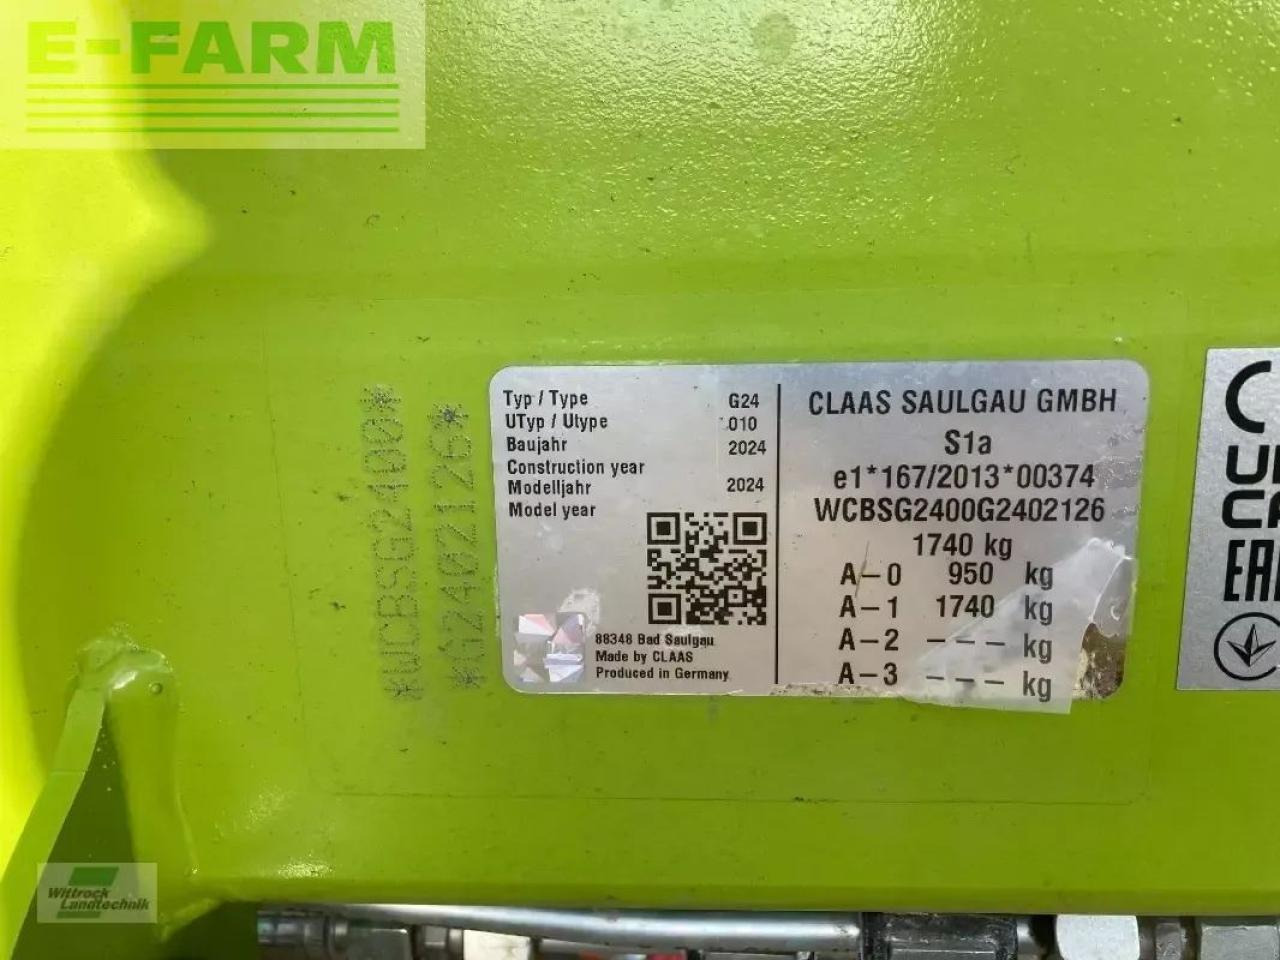 E-FARM
*WCBSG2400*
*G2402126*
Typ / Type G24
UTyp / Utype 010
Baujahr 2024
Construction year
Modelljahr 2024
Model year
88348 Bad Saulgau
Made by CLAAS
Produced in Germany
CLAAS SAULGAU GMBH
S1a
e1*167/2013*00374
WCBSG2400G2402126
1740 kg
A-0 950 kg
A-1 1740 kg
A-2 --- kg
A-3 --- kg
Wittrock
Landtechnik